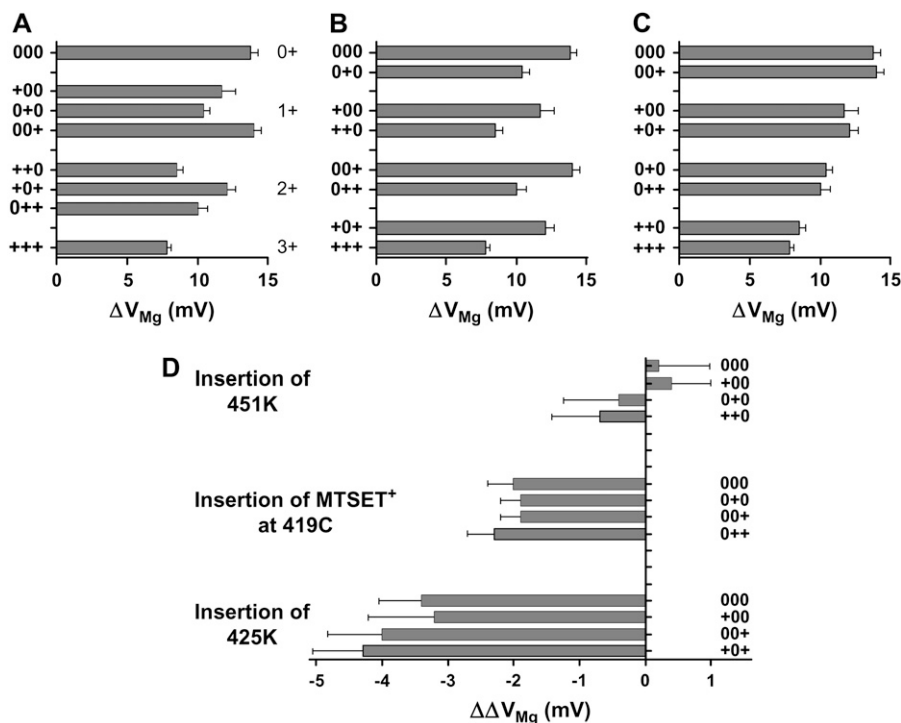 A
000
0+
+00
0+0
1+
00+
++0
+0+
2+
0++
+++
3+
0 5 10 15
ΔV_Mg (mV)
B
000
0+0
+00
++0
00+
0++
+0+
+++
0 5 10 15
ΔV_Mg (mV)
C
000
00+
+00
+0+
0+0
0++
++0
+++
0 5 10 15
ΔV_Mg (mV)
D
Insertion of
451K
000
+00
0+0
++0
Insertion of MTSET⁺
at 419C
000
0+0
00+
0++
Insertion of
425K
000
+00
00+
+0+
-5 -4 -3 -2 -1 0 1
ΔΔV_Mg (mV)